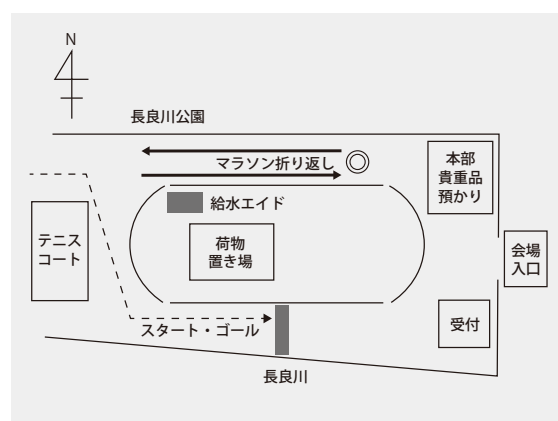 N
長良川公園
マラソン折り返し
本部
貴重品
預かり
給水エイド
荷物
置き場
テニス
コート
会場
入口
スタート・ゴール
受付
長良川